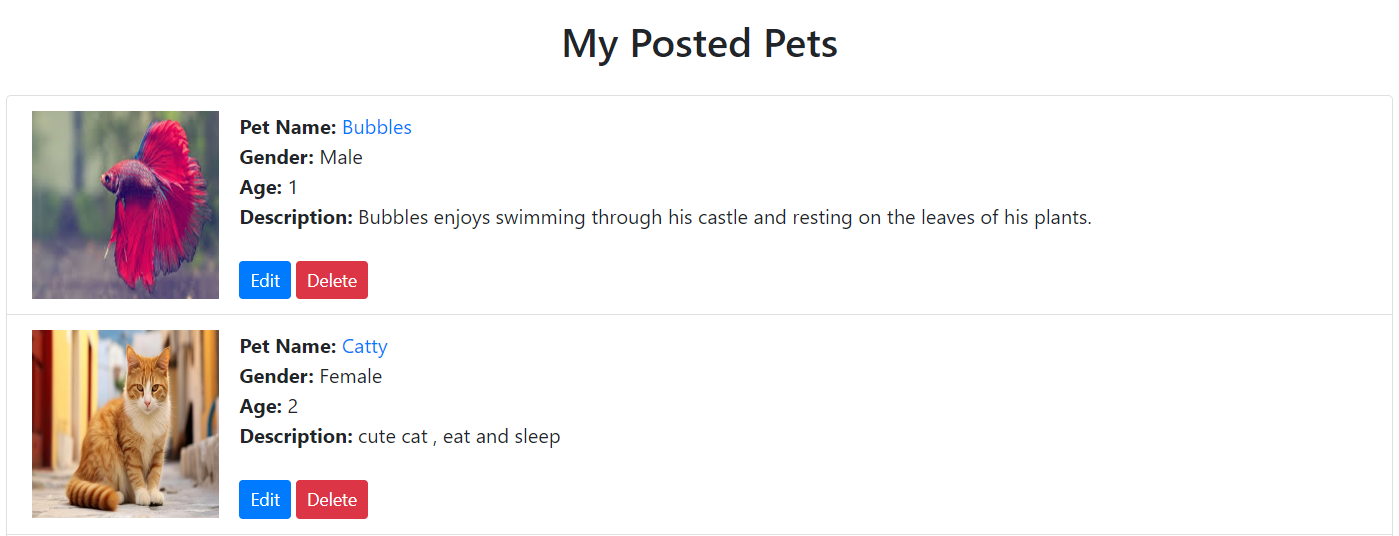 My Posted Pets
Pet Name: Bubbles
Gender: Male
Age: 1
Description: Bubbles enjoys swimming through his castle and resting on the leaves of his plants.
Edit Delete
Pet Name: Catty
Gender: Female
Age: 2
Description: cute cat , eat and sleep
Edit Delete